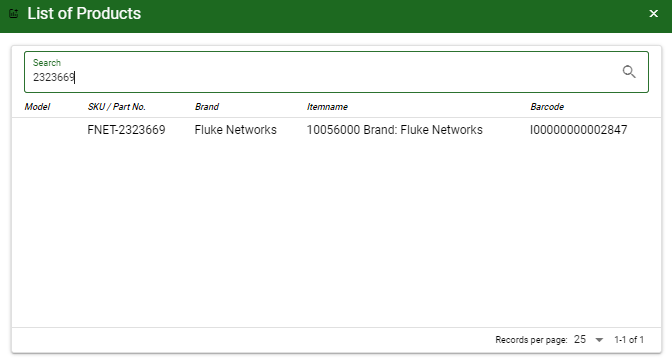 List of Products
Search
2323669
Model SKU / Part No. Brand Itemname Barcode
FNET-2323669 Fluke Networks 10056000 Brand: Fluke Networks I00000000002847
Records per page: 25 1-1 of 1